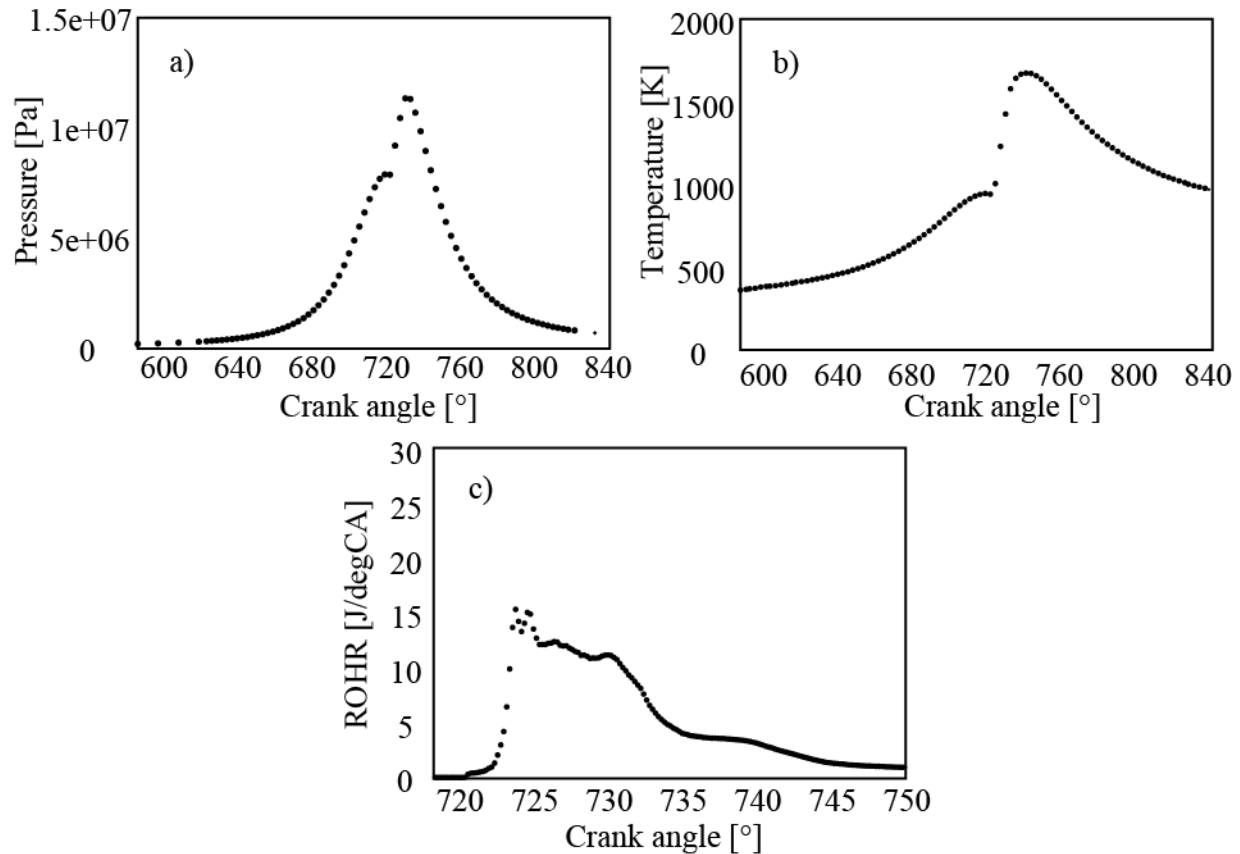 a)
Pressure [Pa]
1.5e+07
1e+07
5e+06
0
600 640 680 720 760 800 840
Crank angle [°]
b)
Temperature [K]
2000
1500
1000
500
0
600 640 680 720 760 800 840
Crank angle [°]
c)
ROHR [J/degCA]
30
25
20
15
10
5
0
720 725 730 735 740 745 750
Crank angle [°]